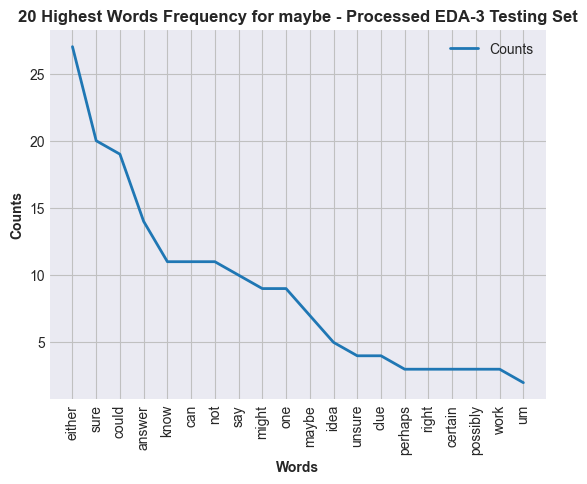 20 Highest Words Frequency for maybe - Processed EDA-3 Testing Set
Counts
Counts
25
20
15
10
5
either
sure
could
answer
know
can
not
say
might
one
maybe
idea
unsure
clue
perhaps
right
certain
possibly
work
um
Words